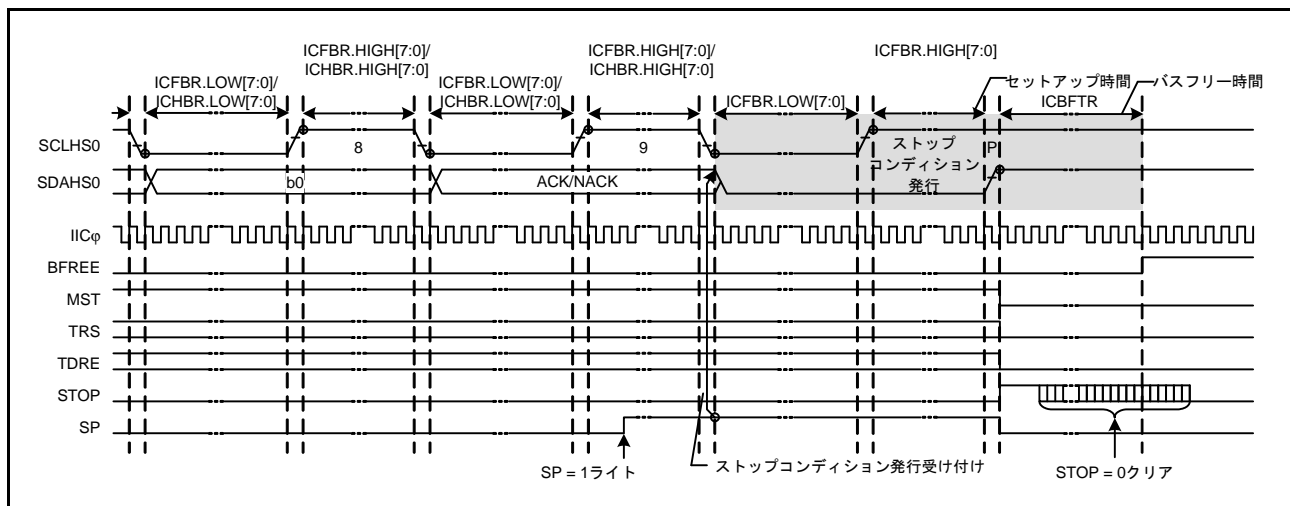 ICFBR.HIGH[7:0]/
ICHBR.HIGH[7:0]
ICFBR.HIGH[7:0]/
ICHBR.HIGH[7:0]
ICFBR.HIGH[7:0]
ICFBR.LOW[7:0]/
ICHBR.LOW[7:0]
ICFBR.LOW[7:0]/
ICHBR.LOW[7:0]
ICFBR.LOW[7:0]
セットアップ時間
バスフリー時間
ICBFTR
SCLHS0
8
9
ストップ
コンディション
発行
P
SDAHS0
b0
ACK/NACK
IICφ
BFREE
MST
TRS
TDRE
STOP
SP
SP = 1ライト
ストップコンディション発行受け付け
STOP = 0クリア